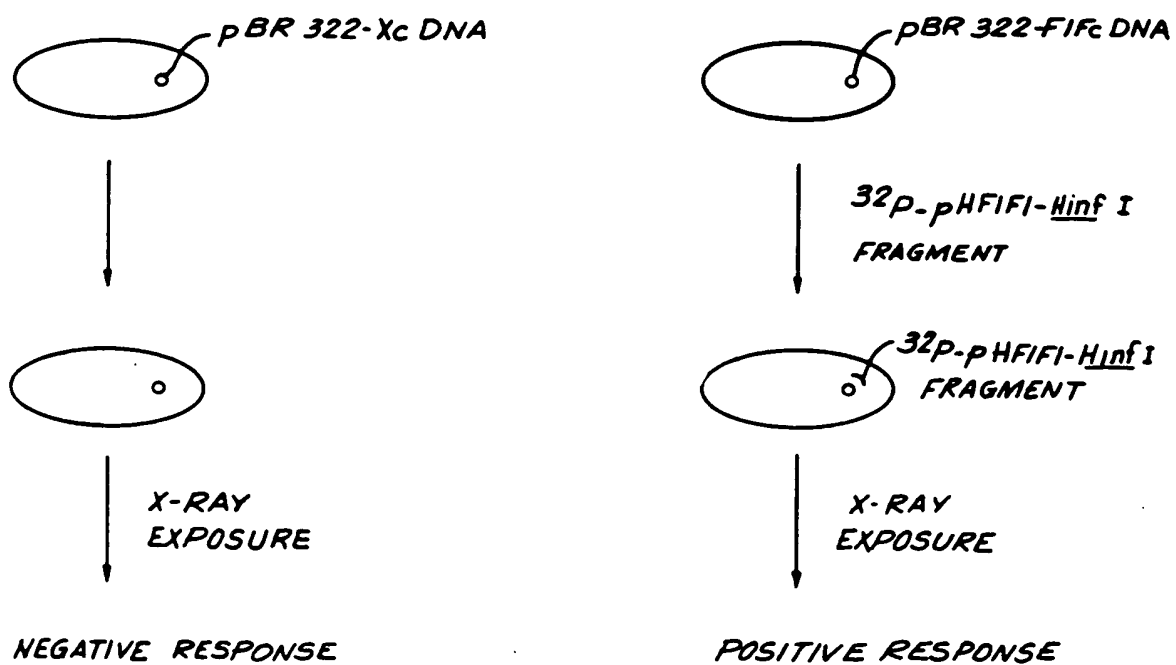 pBR 322-Xc DNA
pBR 322-FIFc DNA
32p-pHFIFI-Hinf I
FRAGMENT
32p-pHFIFI-Hinf I
FRAGMENT
X-RAY
EXPOSURE
X-RAY
EXPOSURE
NEGATIVE RESPONSE
POSITIVE RESPONSE